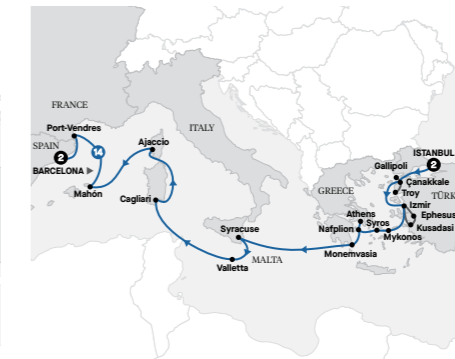 FRANCE
Port-Vendres
SPAIN
2
14
BARCELONA
Mahón
Ajaccio
ITALY
Cagliari
Syracuse
Valletta
MALTA
GREECE
Gallipoli
ISTANBUL
2
Çanakkale
Troy
TÜRK
Izmir
Athens
Ephesus
Nafplion
Syros
Kusadasi
Mykonos
Monemvasia